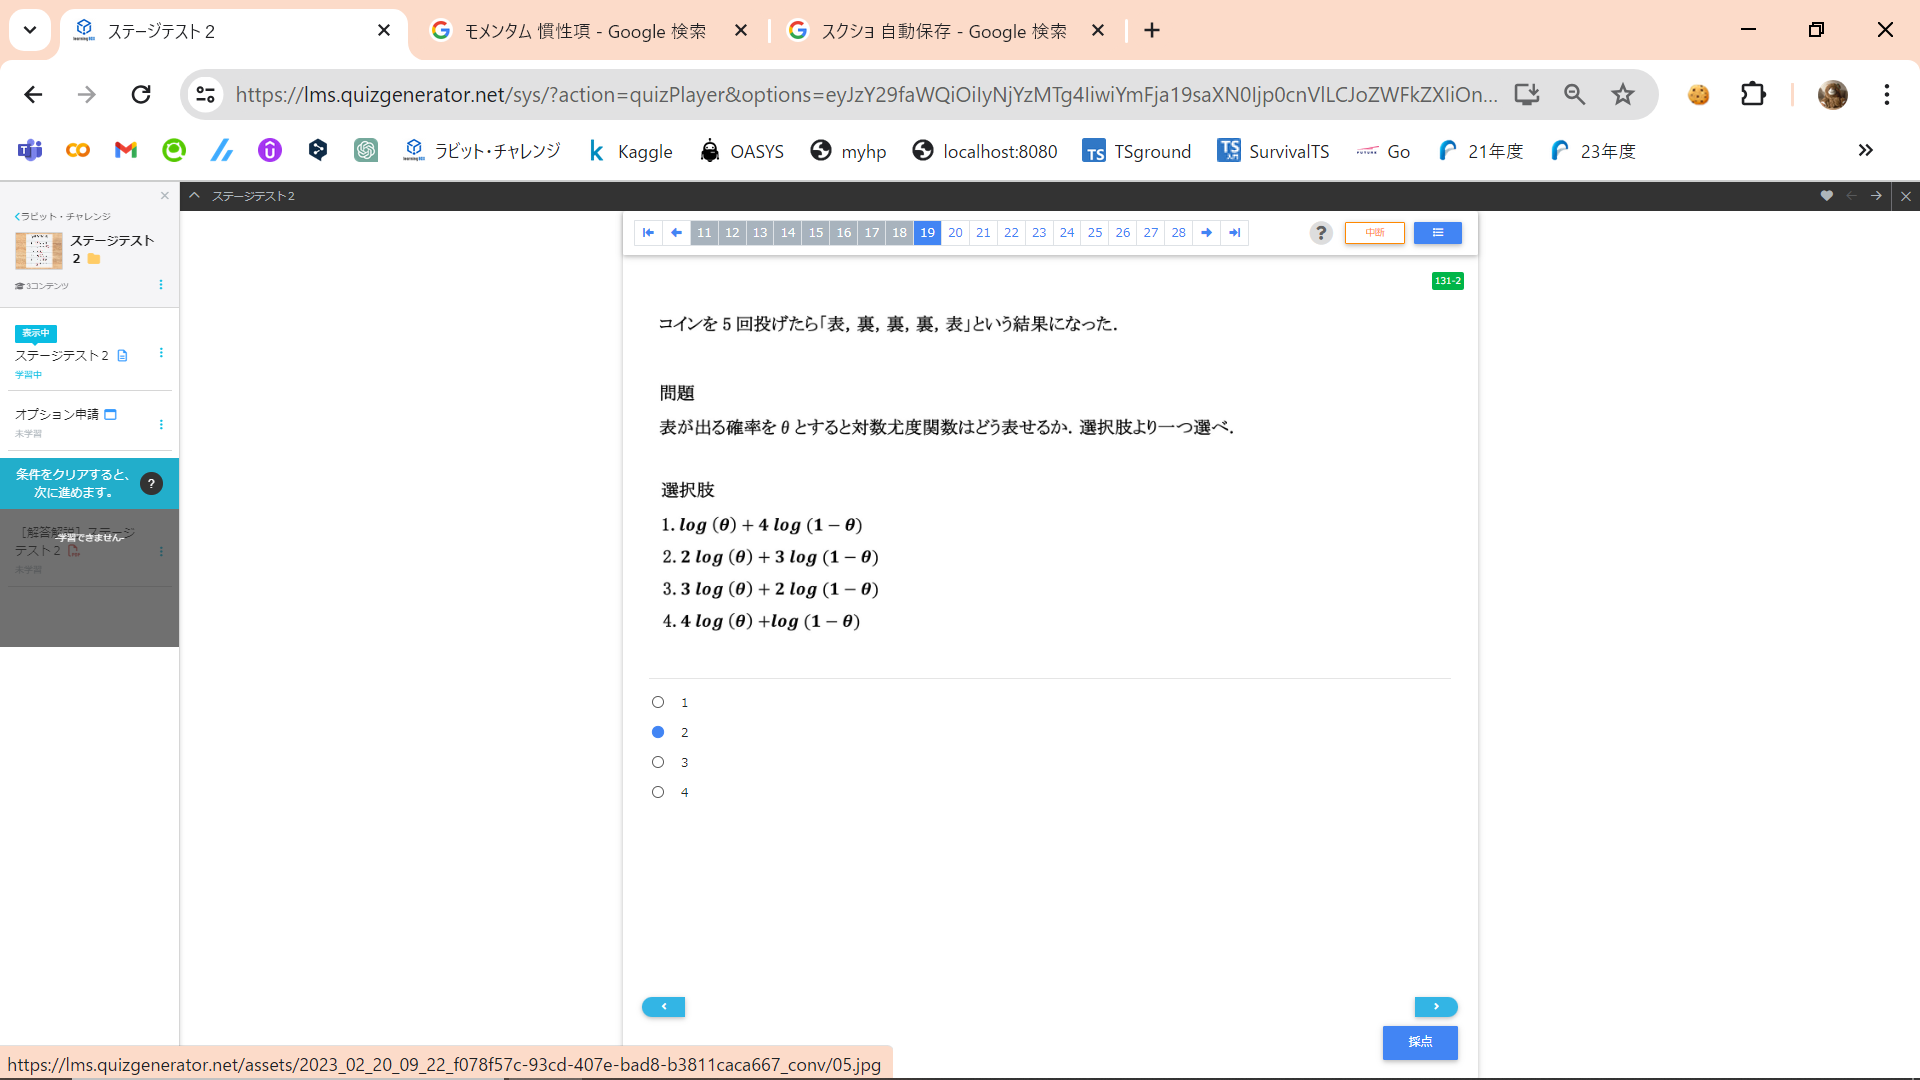 ステージテスト２
モメンタム 慣性項 - Google 検索
スクショ 自動保存 - Google 検索
https://lms.quizgenerator.net/sys/?action=quizPlayer&options=eyJzY29faWQiOiIyNjYzMTg4IiwiYmFja19saXN0Ijp0cnVlLCJoZWFkZXIiOn...
ラビット・チャレンジ
Kaggle
OASYS
myhp
localhost:8080
TSground
SurvivalTS
Go
21年度
23年度
ステージテスト２
ラビット・チャレンジ
ステージテスト
２
3コンテンツ
表示中
ステージテスト２
学習中
オプション申請
未学習
条件をクリアすると、
次に進めます。
?
［解答解説］ステージ
テスト２
-学習できません-
未学習
11 12 13 14 15 16 17 18 19 20 21 22 23 24 25 26 27 28
?
中断
131-2
コインを 5 回投げたら「表, 裏, 裏, 裏, 表」という結果になった.
問題
表が出る確率を θ とすると対数尤度関数はどう表せるか. 選択肢より一つ選べ.
選択肢
1. log (θ) + 4 log (1 − θ)
2. 2 log (θ) + 3 log (1 − θ)
3. 3 log (θ) + 2 log (1 − θ)
4. 4 log (θ) +log (1 − θ)
1
2
3
4
採点
https://lms.quizgenerator.net/assets/2023_02_20_09_22_f078f57c-93cd-407e-bad8-b3811caca667_conv/05.jpg